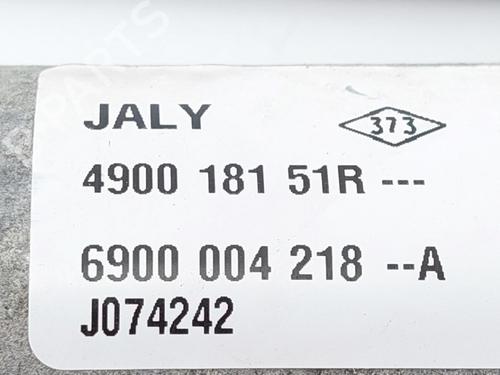 JALY 373
4900 181 51R ---
6900 004 218 --A
J074242